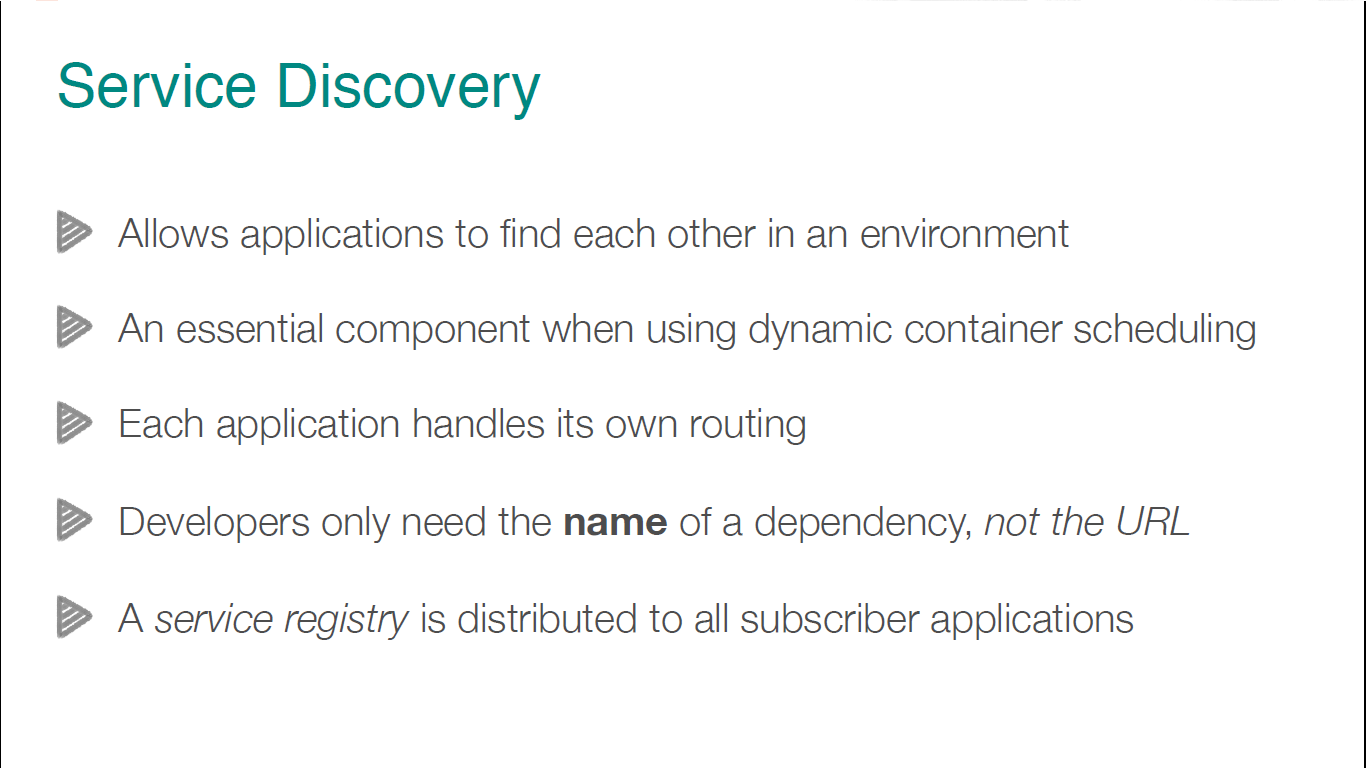 Service Discovery
Allows applications to find each other in an environment
An essential component when using dynamic container scheduling
Each application handles its own routing
Developers only need the name of a dependency, not the URL
A service registry is distributed to all subscriber applications